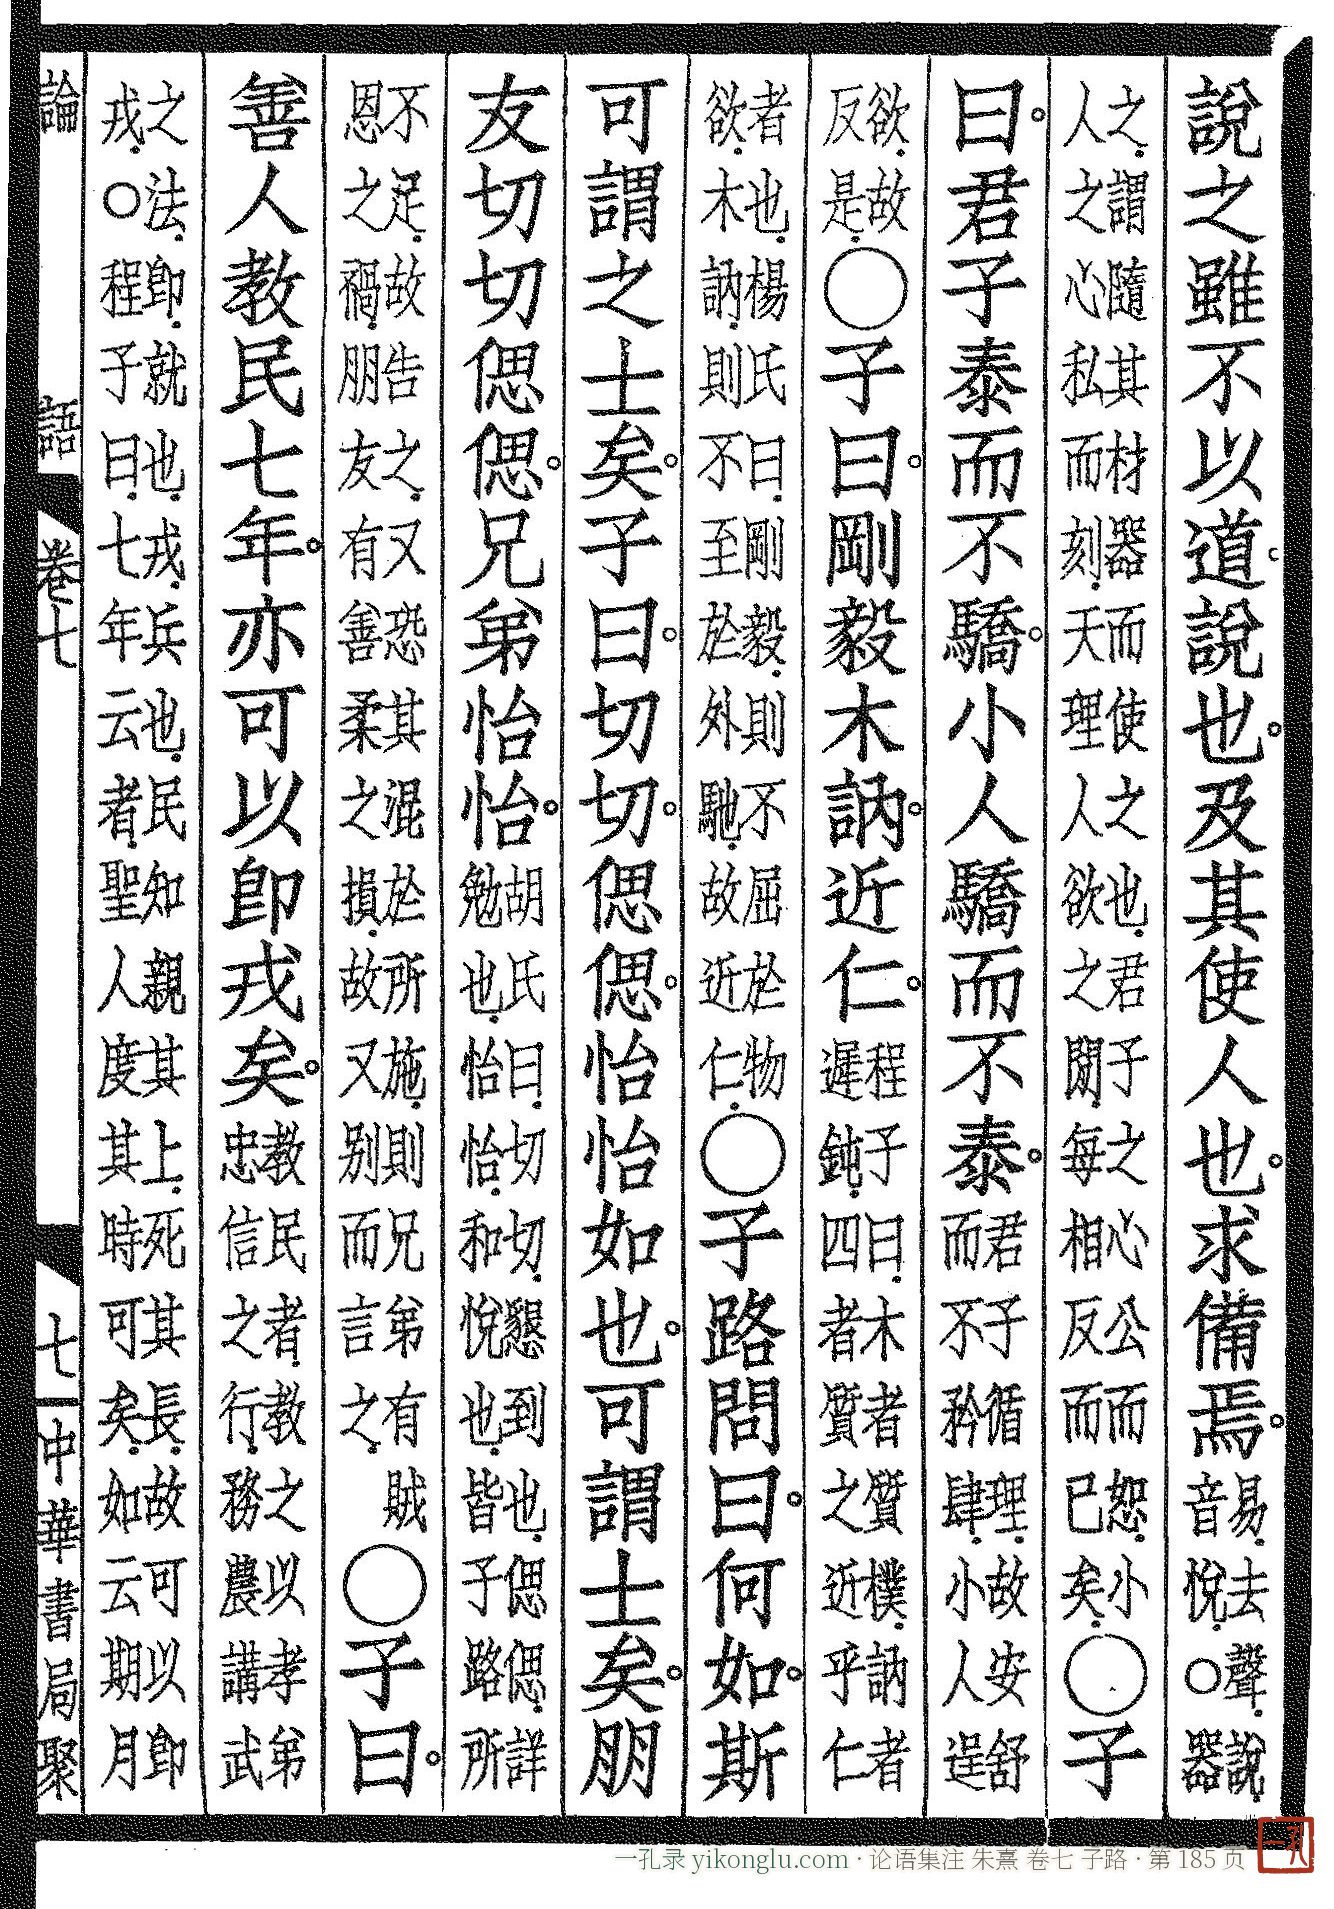 說之雖不以道。說也。及其使人也。求備焉。易去聲說音悅○器
之謂隨其材器而使之也君子之心公而恕小人之心私而刻天理人欲之閒每相反而已矣○子
曰。君子泰而不驕。小人驕而不泰。君子循理故安舒而不矜肆小人逞
欲故反是○子曰。剛毅木訥。近仁。程子曰木者質樸訥者遲鈍四者質之近乎仁
者也楊氏曰剛毅則不屈於物欲木訥則不至於外馳故近仁○子路問曰。何如。斯
可謂之士矣。子曰。切切。偲偲。怡怡如也。可謂士矣。朋
友切切偲偲。兄弟怡怡。胡氏曰切切懇到也偲偲詳勉也怡怡和悅也皆子路所
不足故告之又恐其混於所施則兄弟有賊恩之禍朋友有善柔之損故又别而言之○子曰。
善人教民七年。亦可以卽戎矣。教民者教之以孝弟忠信之行務農講武
之法卽就也戎兵也民知親其上死其長故可以卽戎○程子曰七年云者聖人度其時可矣如云期月
論語 卷七 七一中華書局聚
一孔录 yikonglu.com · 论语集注 朱熹 卷七 子路 · 第 185 页
一孔